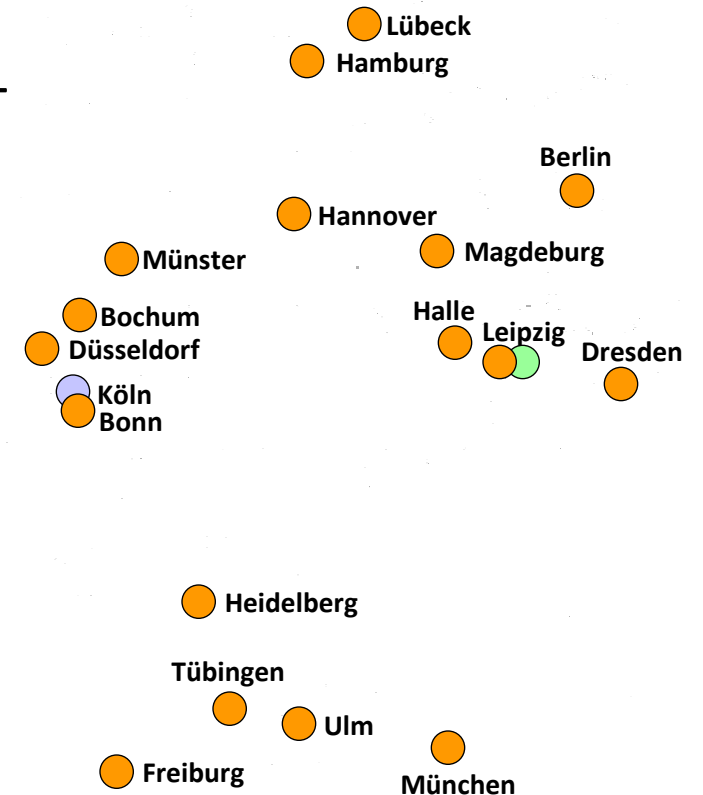 Lübeck
Hamburg
Berlin
Hannover
Magdeburg
Münster
Halle
Bochum
Leipzig
Düsseldorf
Dresden
Köln
Bonn
Heidelberg
Tübingen
Ulm
Freiburg
München